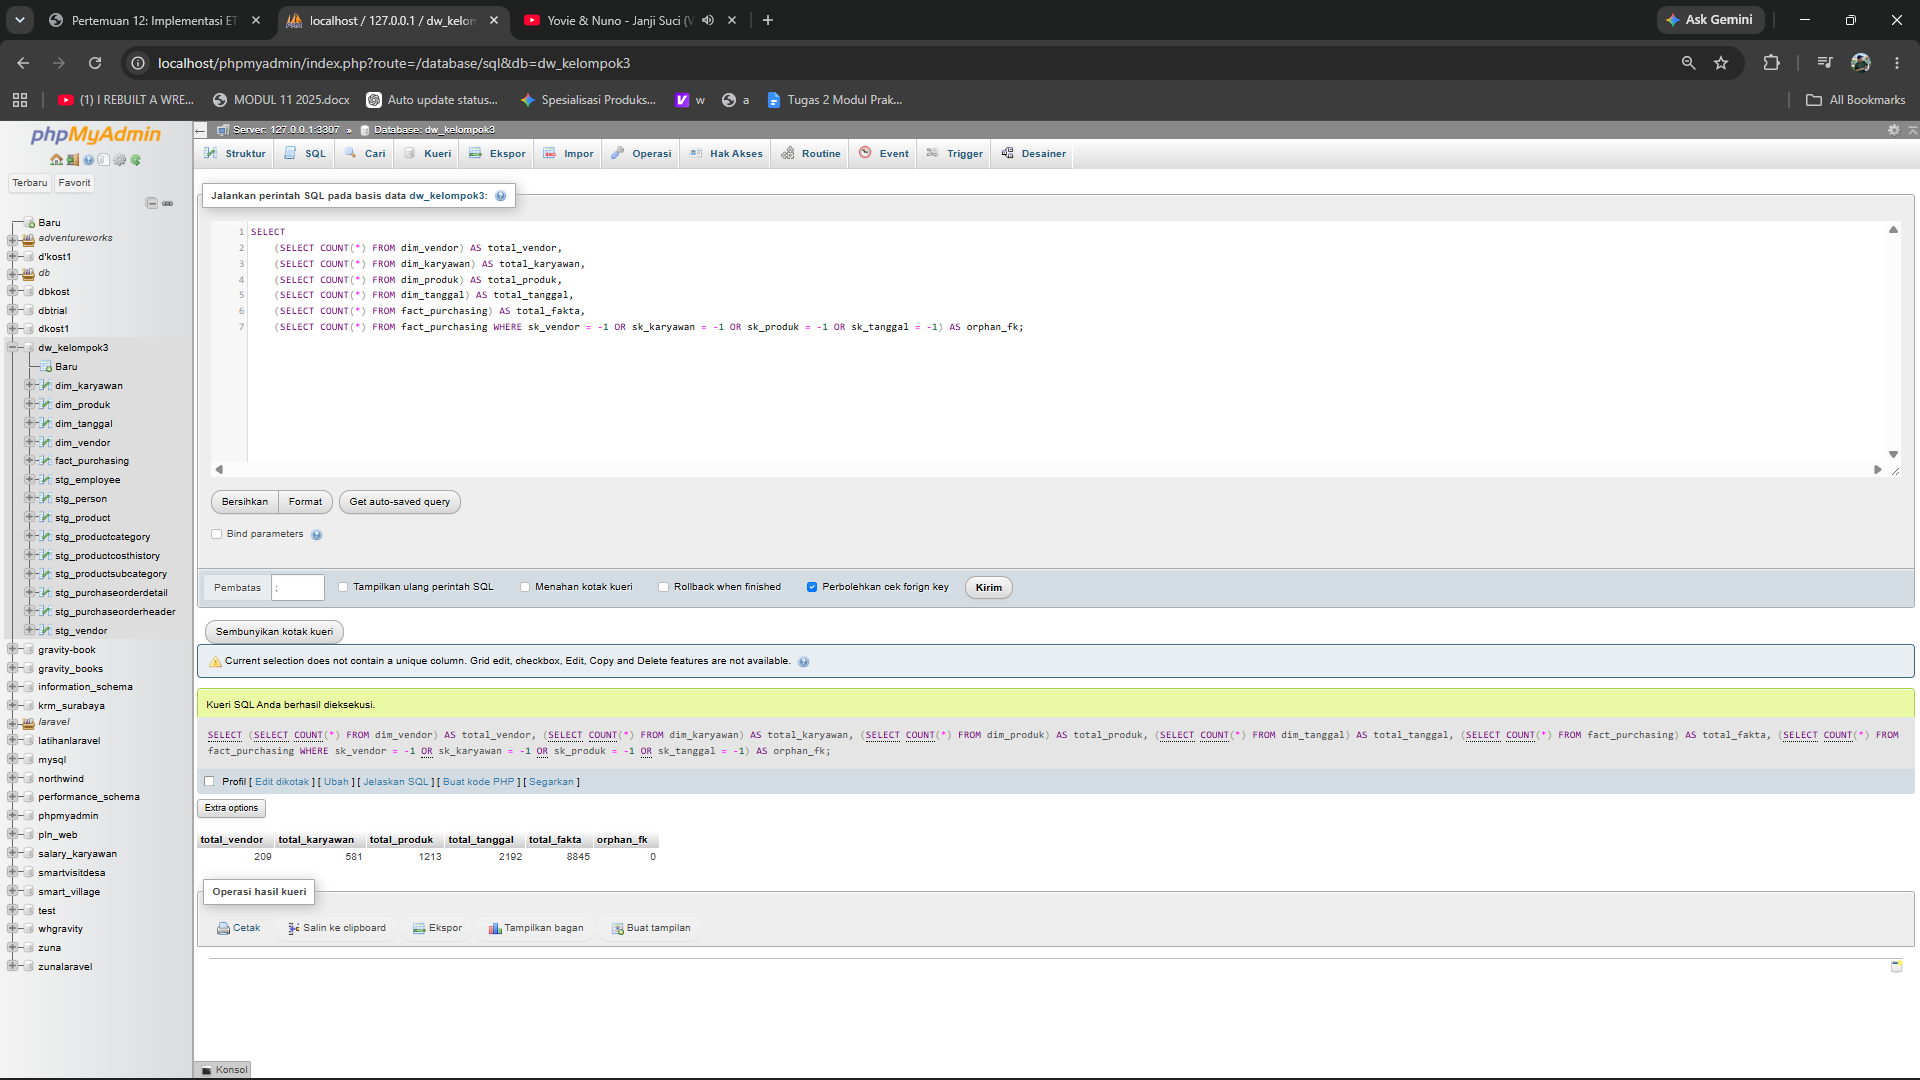 Pertemuan 12: Implementasi ET
localhost / 127.0.0.1 / dw_kelom
Yovie & Nuno - Janji Suci (V
Ask Gemini
localhost/phpmyadmin/index.php?route=/database/sql&db=dw_kelompok3
(1) I REBUILT A WRE...
MODUL 11 2025.docx
Auto update status...
Spesialisasi Produks...
w
a
Tugas 2 Modul Prak...
All Bookmarks
phpMyAdmin
Terbaru
Favorit
Baru
adventureworks
d'kost1
db
dbkost
dbtrial
dkost1
dw_kelompok3
Baru
dim_karyawan
dim_produk
dim_tanggal
dim_vendor
fact_purchasing
stg_employee
stg_person
stg_product
stg_productcategory
stg_productcosthistory
stg_productsubcategory
stg_purchaseorderdetail
stg_purchaseorderheader
stg_vendor
gravity-book
gravity_books
information_schema
krm_surabaya
laravel
latihanlaravel
mysql
northwind
performance_schema
phpmyadmin
pln_web
salary_karyawan
smartvisitdesa
smart_village
test
whgravity
zuna
zunalaravel
Server: 127.0.0.1:3307 » Database: dw_kelompok3
Struktur SQL Cari Kueri Ekspor Impor Operasi Hak Akses Routine Event Trigger Desainer
Jalankan perintah SQL pada basis data dw_kelompok3:
1 SELECT
2 (SELECT COUNT(*) FROM dim_vendor) AS total_vendor,
3 (SELECT COUNT(*) FROM dim_karyawan) AS total_karyawan,
4 (SELECT COUNT(*) FROM dim_produk) AS total_produk,
5 (SELECT COUNT(*) FROM dim_tanggal) AS total_tanggal,
6 (SELECT COUNT(*) FROM fact_purchasing) AS total_fakta,
7 (SELECT COUNT(*) FROM fact_purchasing WHERE sk_vendor = -1 OR sk_karyawan = -1 OR sk_produk = -1 OR sk_tanggal = -1) AS orphan_fk;
Bersihkan Format Get auto-saved query
Bind parameters
Pembatas ; Tampilkan ulang perintah SQL Menahan kotak kueri Rollback when finished Perbolehkan cek forign key Kirim
Sembunyikan kotak kueri
Current selection does not contain a unique column. Grid edit, checkbox, Edit, Copy and Delete features are not available.
Kueri SQL Anda berhasil dieksekusi.
SELECT (SELECT COUNT(*) FROM dim_vendor) AS total_vendor, (SELECT COUNT(*) FROM dim_karyawan) AS total_karyawan, (SELECT COUNT(*) FROM dim_produk) AS total_produk, (SELECT COUNT(*) FROM dim_tanggal) AS total_tanggal, (SELECT COUNT(*) FROM fact_purchasing) AS total_fakta, (SELECT COUNT(*) FROM
fact_purchasing WHERE sk_vendor = -1 OR sk_karyawan = -1 OR sk_produk = -1 OR sk_tanggal = -1) AS orphan_fk;
Profil [ Edit dikotak ] [ Ubah ] [ Jelaskan SQL ] [ Buat kode PHP ] [ Segarkan ]
Extra options
total_vendor total_karyawan total_produk total_tanggal total_fakta orphan_fk
209 581 1213 2192 8845 0
Operasi hasil kueri
Cetak Salin ke clipboard Ekspor Tampilkan bagan Buat tampilan
Konsol